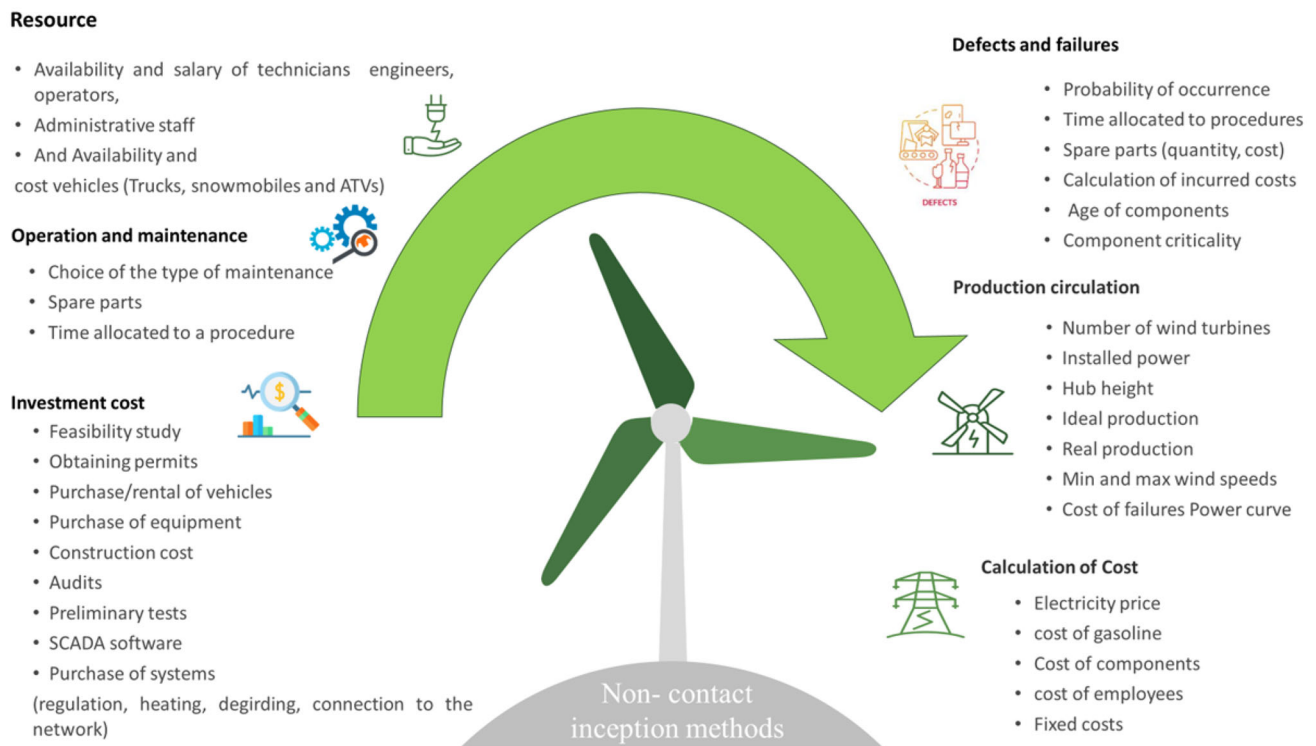 Resource
• Availability and salary of technicians engineers,
operators,
• Administrative staff
• And Availability and
cost vehicles (Trucks, snowmobiles and ATVs)
Operation and maintenance
• Choice of the type of maintenance
• Spare parts
• Time allocated to a procedure
Investment cost
• Feasibility study
• Obtaining permits
• Purchase/rental of vehicles
• Purchase of equipment
• Construction cost
• Audits
• Preliminary tests
• SCADA software
• Purchase of systems
(regulation, heating, degirding, connection to the
network)
Defects and failures
• Probability of occurrence
• Time allocated to procedures
• Spare parts (quantity, cost)
• Calculation of incurred costs
• Age of components
• Component criticality
DEFECTS
Production circulation
• Number of wind turbines
• Installed power
• Hub height
• Ideal production
• Real production
• Min and max wind speeds
• Cost of failures Power curve
Calculation of Cost
• Electricity price
• cost of gasoline
• Cost of components
• cost of employees
• Fixed costs
Non- contact
inception methods